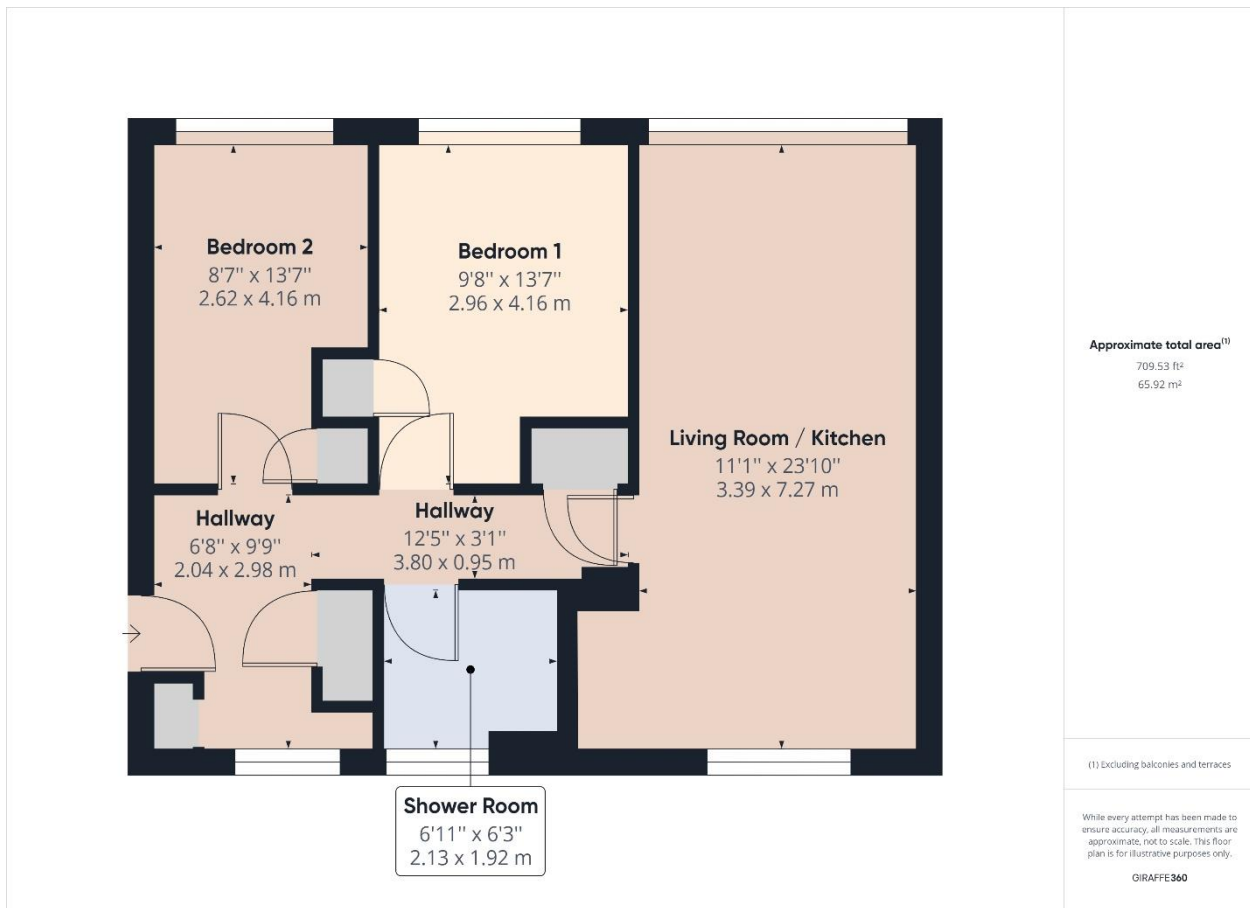 Bedroom 2
8'7'' x 13'7''
2.62 x 4.16 m
Bedroom 1
9'8'' x 13'7''
2.96 x 4.16 m
Living Room / Kitchen
11'1'' x 23'10''
3.39 x 7.27 m
Hallway
6'8'' x 9'9''
2.04 x 2.98 m
Hallway
12'5'' x 3'1''
3.80 x 0.95 m
Shower Room
6'11'' x 6'3''
2.13 x 1.92 m
Approximate total area(1)
709.53 ft²
65.92 m²
(1) Excluding balconies and terraces
While every attempt has been made to
ensure accuracy, all measurements are
approximate, not to scale. This floor
plan is for illustrative purposes only.
GIRAFFE360